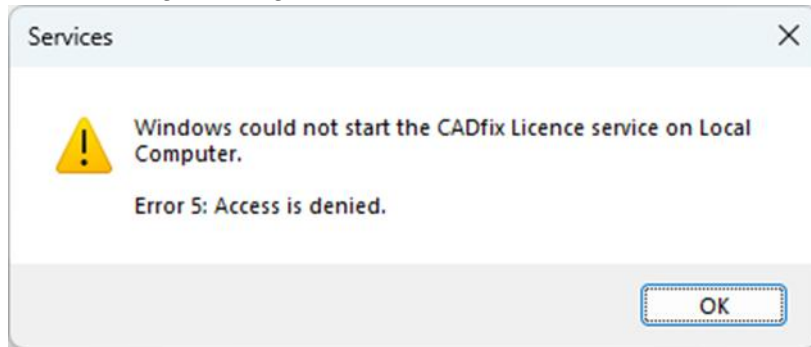 Services
Windows could not start the CADfix Licence service on Local
Computer.
Error 5: Access is denied.
OK